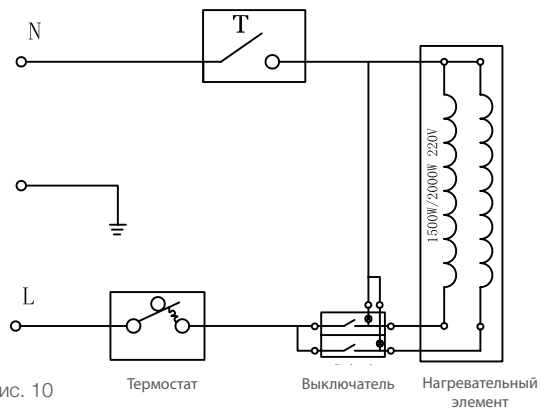 N
T
1500W/2000W 220V
L
ис. 10
Термостат
Выключатель
Нагревательный
элемент